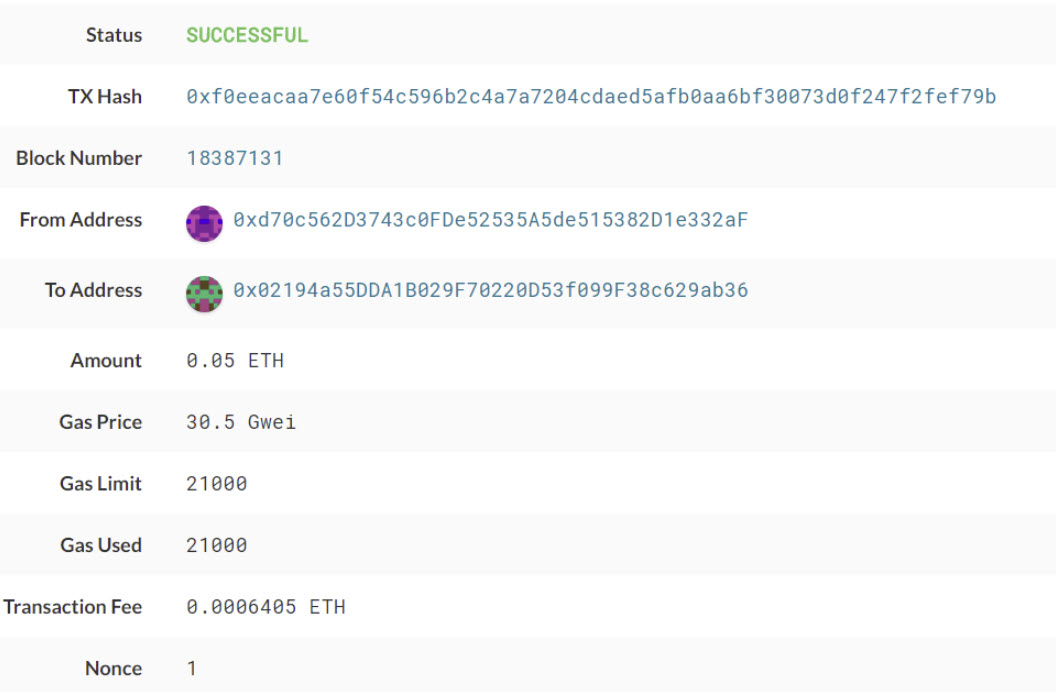 Status SUCCESSFUL
TX Hash 0xf0eeacaa7e60f54c596b2c4a7a7204cdaed5afb0aa6bf30073d0f247f2fef79b
Block Number 18387131
From Address 0xd70c562D3743c0FDe52535A5de515382D1e332aF
To Address 0x02194a55DDA1B029F70220D53f099F38c629ab36
Amount 0.05 ETH
Gas Price 30.5 Gwei
Gas Limit 21000
Gas Used 21000
Transaction Fee 0.0006405 ETH
Nonce 1